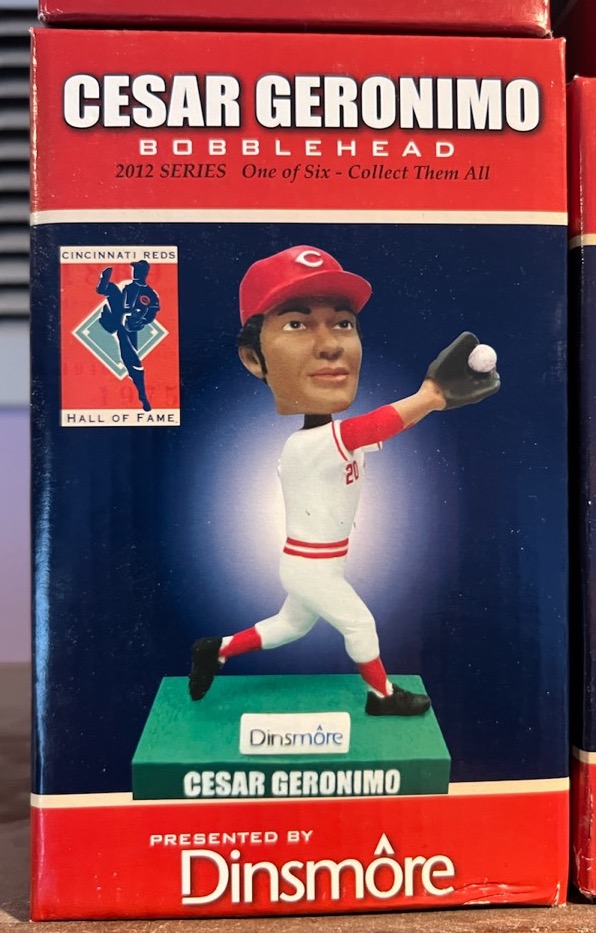 CESAR GERONIMO
BOBBLEHEAD
2012 SERIES One of Six - Collect Them All
CINCINNATI REDS
C
HALL OF FAME
20
Dinsmôre
CESAR GERONIMO
PRESENTED BY
Dinsmôre